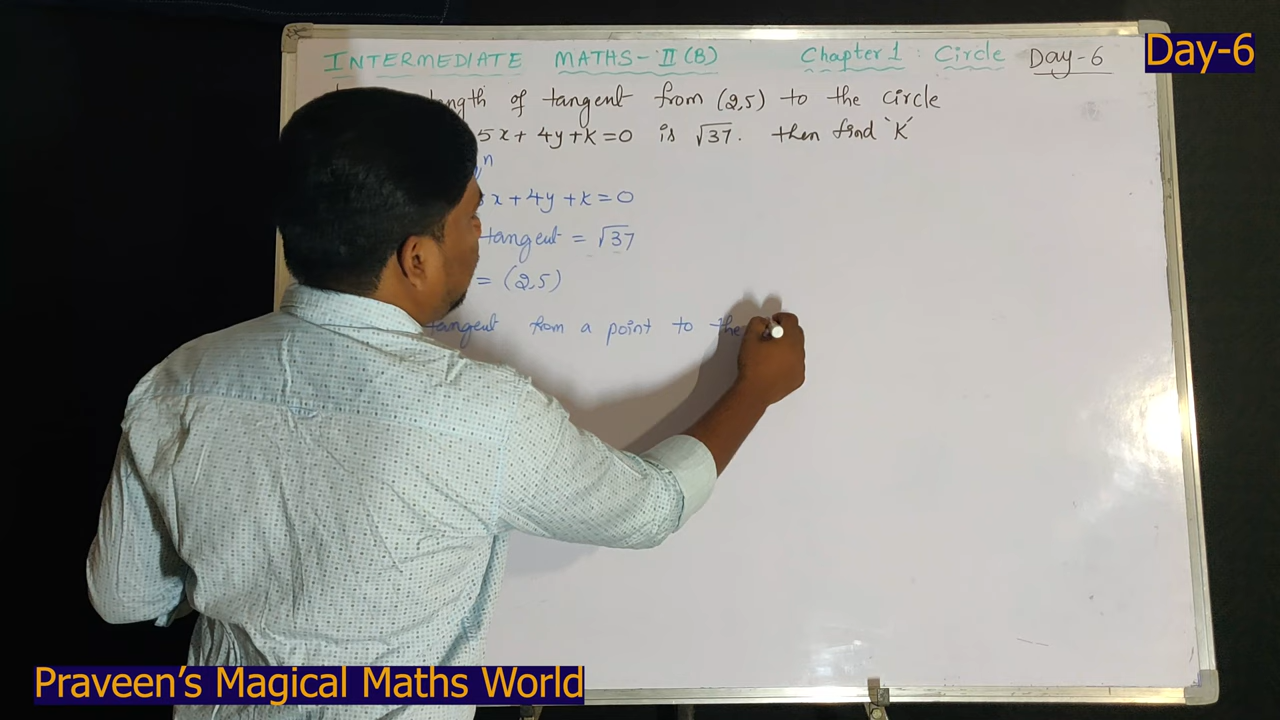 INTERMEDIATE MATHS-II(B) Chapter 1 : Circle Day-6 Day-6
length of tangent from (2,5) to the circle
5x+ 4y+k=0 is √37. then find 'K'
x + 4y + k = 0
tangent = √37
= (2,5)
tangent from a point to the
Praveen's Magical Maths World